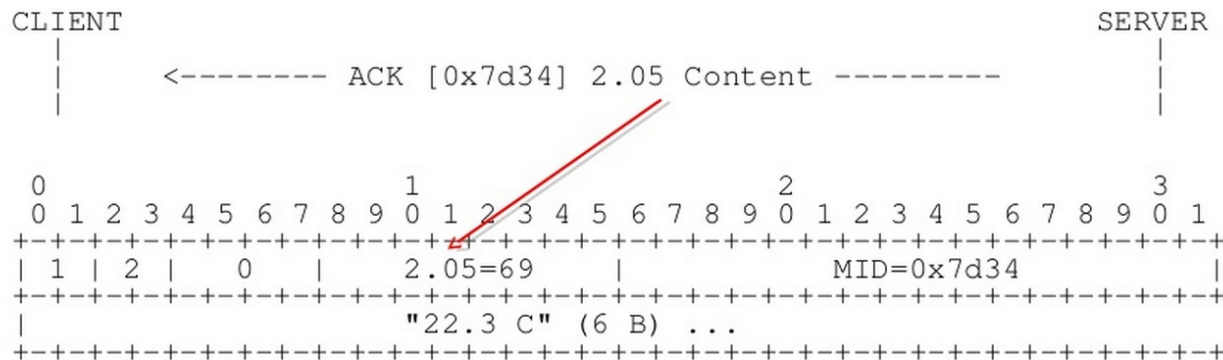 CLIENT SERVER
| |
| <-------- ACK [0x7d34] 2.05 Content --------- |
| |
0 1 2 3
0 1 2 3 4 5 6 7 8 9 0 1 2 3 4 5 6 7 8 9 0 1 2 3 4 5 6 7 8 9 0 1
+-+-+-+-+-+-+-+-+-+-+-+-+-+-+-+-+-+-+-+-+-+-+-+-+-+-+-+-+-+-+-+-+
| 1 | 2 | 0 | 2.05=69 | MID=0x7d34 |
+-+-+-+-+-+-+-+-+-+-+-+-+-+-+-+-+-+-+-+-+-+-+-+-+-+-+-+-+-+-+-+-+
| "22.3 C" (6 B) ...
+-+-+-+-+-+-+-+-+-+-+-+-+-+-+-+-+-+-+-+-+-+-+-+-+-+-+-+-+-+-+-+-+